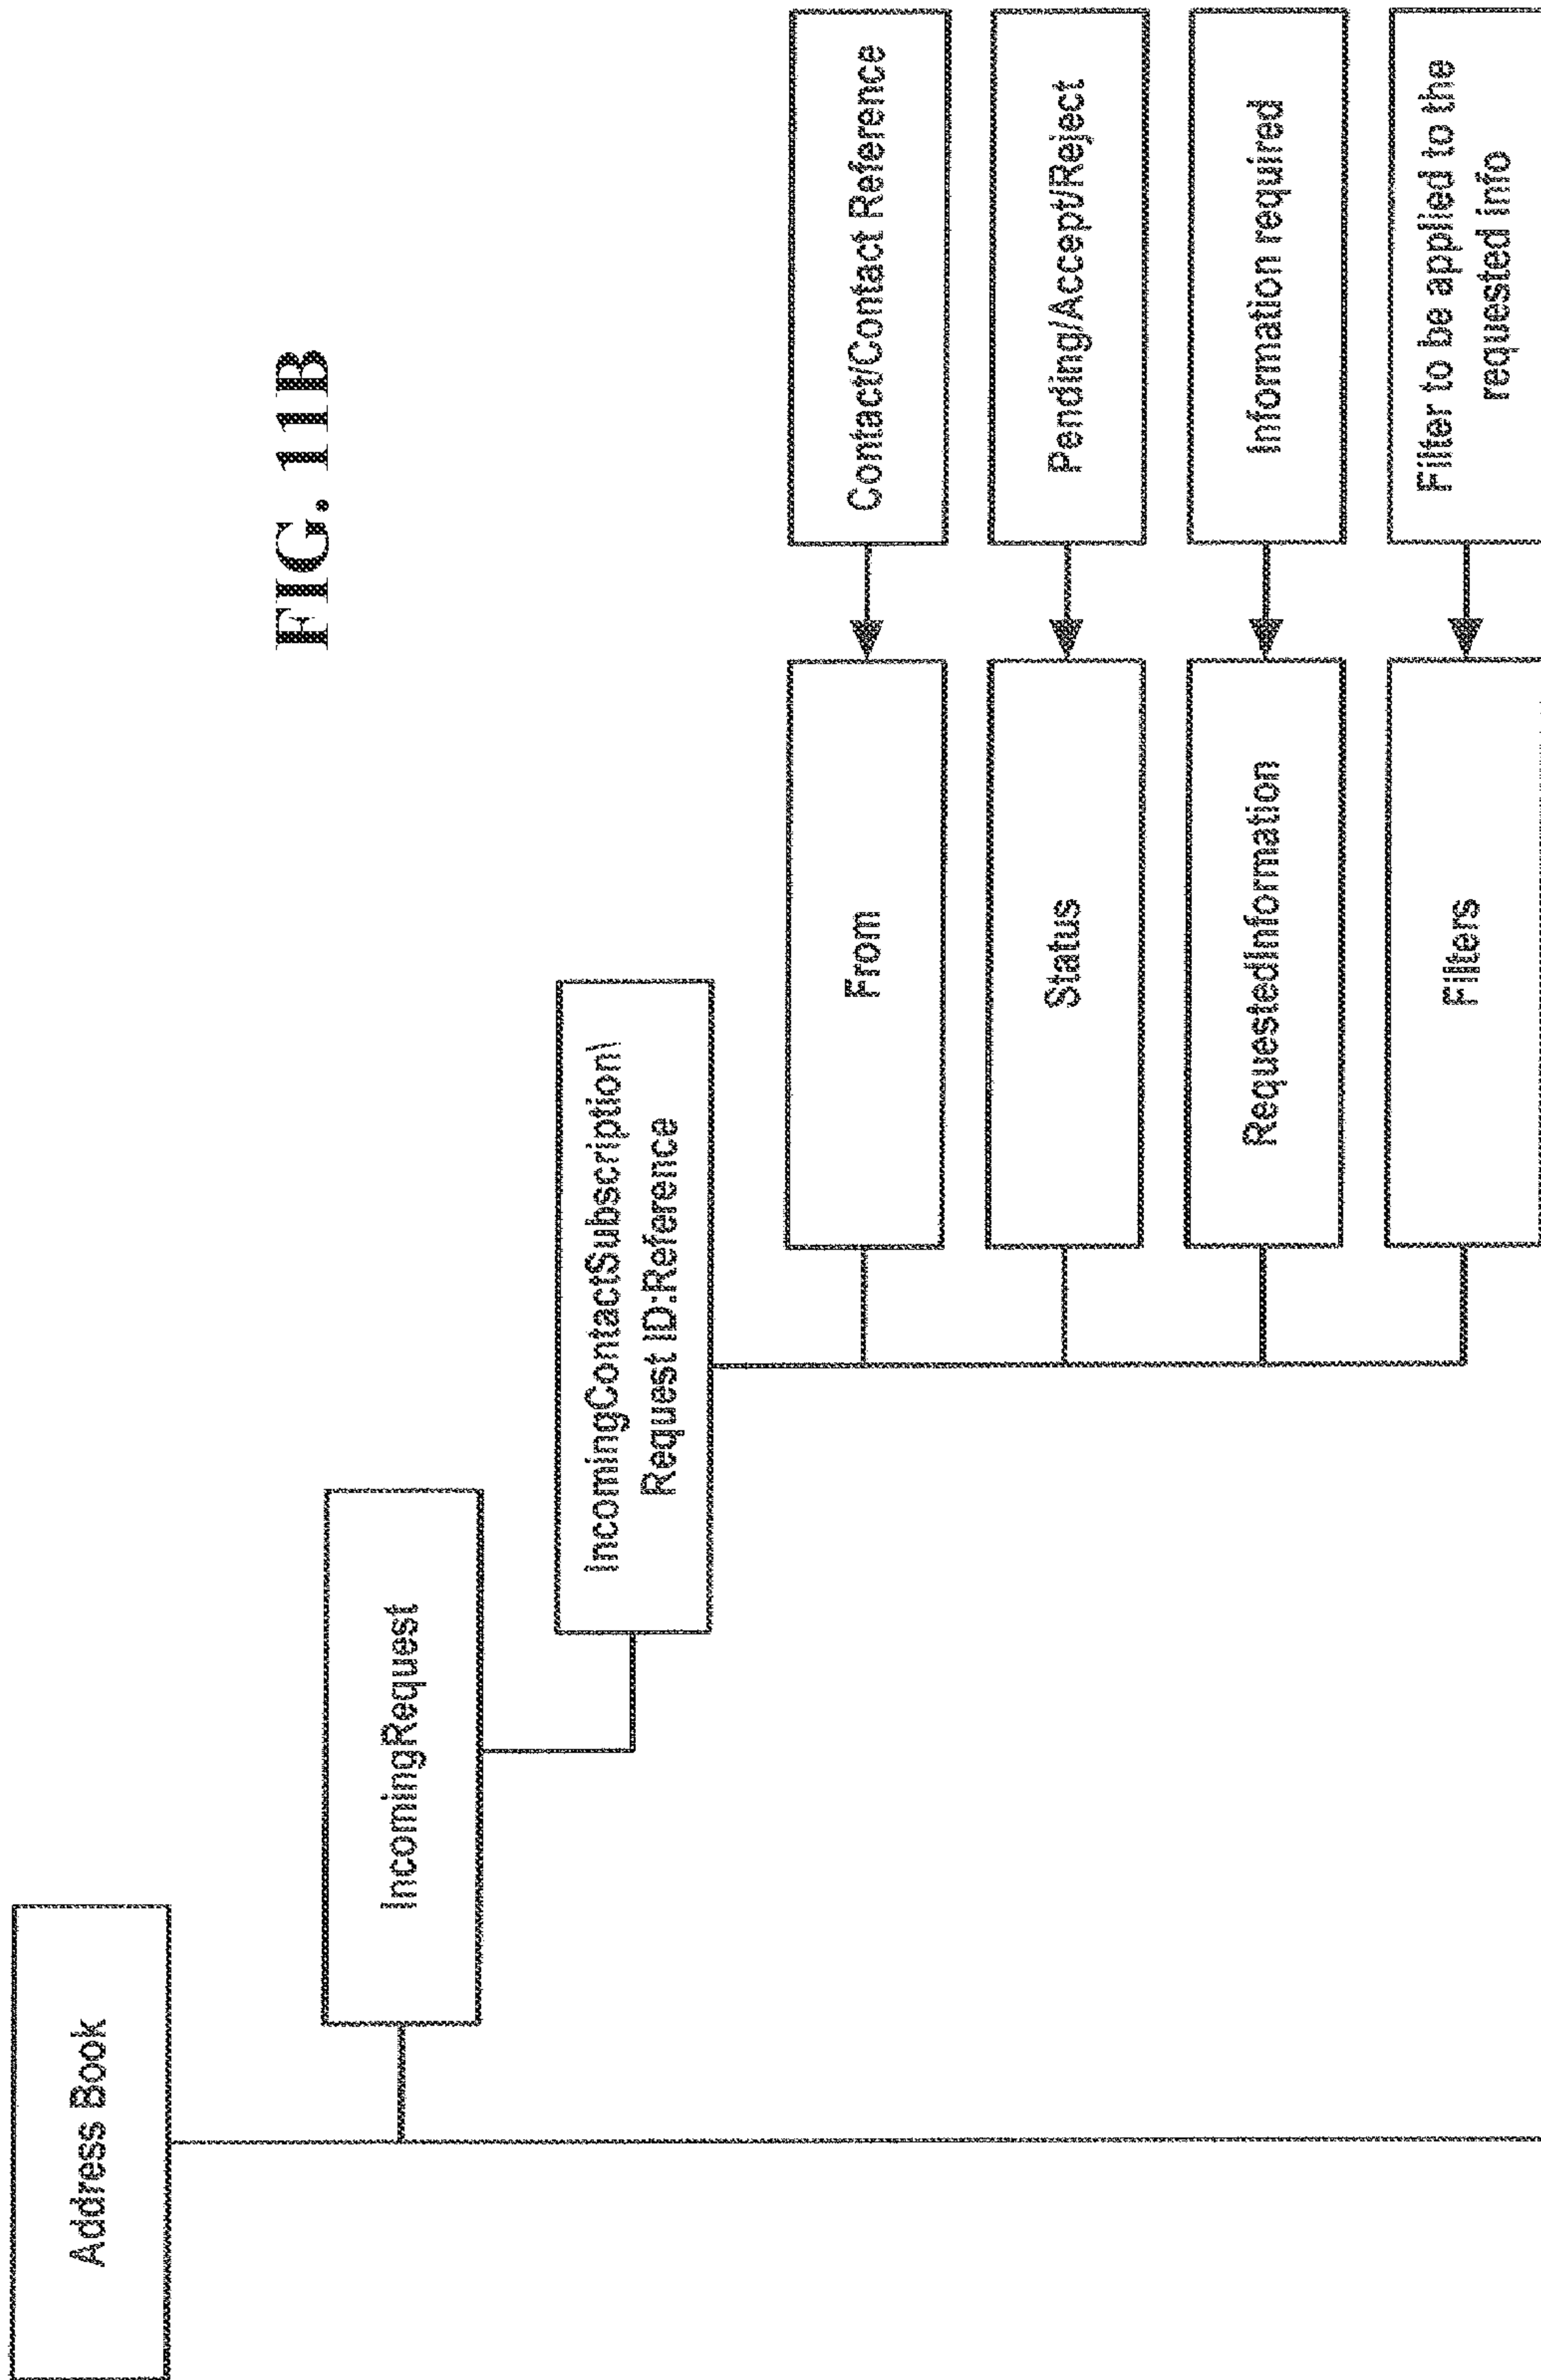 FIG. 11B
Address Book
IncomingRequest
IncomingContactSubscription\
Request ID:Reference
From
Contact/Contact Reference
Status
Pending/Accept/Reject
RequestedInformation
Information required
Filters
Filter to be applied to the
requested info